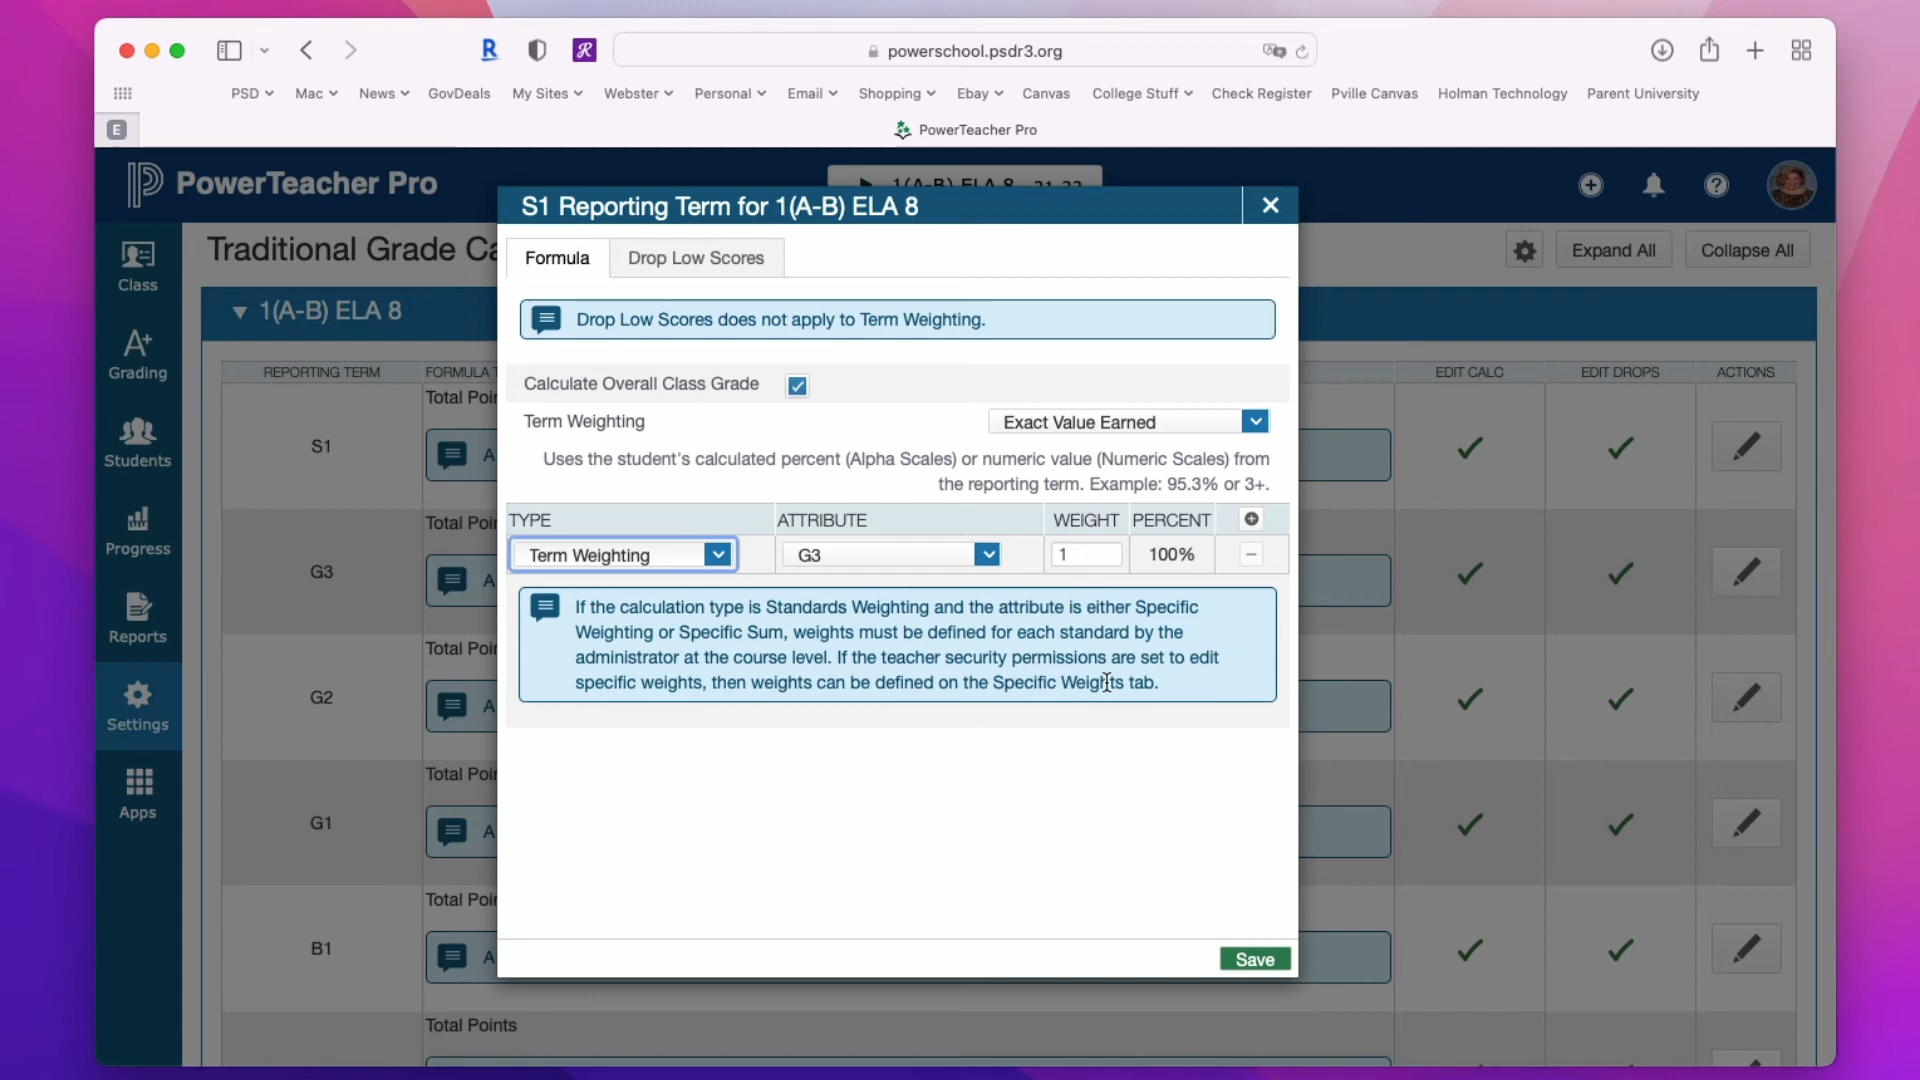 powerschool.psdr3.org
PSD
Mac
News
GovDeals
My Sites
Webster
Personal
Email
Shopping
Ebay
Canvas
College Stuff
Check Register
Pville Canvas
Holman Technology
Parent University
E
PowerTeacher Pro
PowerTeacher Pro
1(A-B) ELA 8
S1 Reporting Term for 1(A-B) ELA 8
Class
Grading
Students
Progress
Reports
Settings
Apps
Traditional Grade Ca
Expand All
Collapse All
1(A-B) ELA 8
REPORTING TERM
FORMULA T
EDIT CALC
EDIT DROPS
ACTIONS
S1
Total Poi
A
G3
Total Poi
A
G2
Total Poi
A
G1
Total Poi
A
B1
Total Poi
A
Total Points
Formula
Drop Low Scores
Drop Low Scores does not apply to Term Weighting.
Calculate Overall Class Grade
Term Weighting
Exact Value Earned
Uses the student's calculated percent (Alpha Scales) or numeric value (Numeric Scales) from
the reporting term. Example: 95.3% or 3+.
TYPE
ATTRIBUTE
WEIGHT
PERCENT
Term Weighting
G3
1
100%
If the calculation type is Standards Weighting and the attribute is either Specific
Weighting or Specific Sum, weights must be defined for each standard by the
administrator at the course level. If the teacher security permissions are set to edit
specific weights, then weights can be defined on the Specific Weights tab.
Save